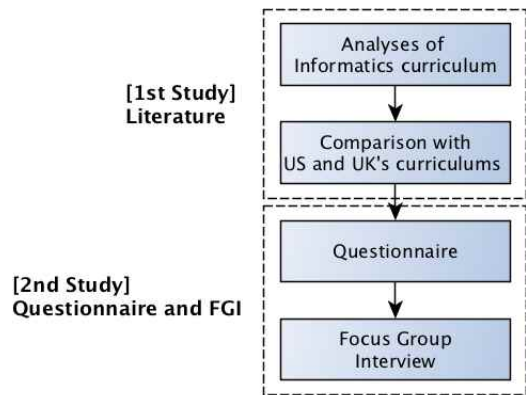 [1st Study]
Literature
Analyses of
Informatics curriculum
Comparison with
US and UK's curriculums
[2nd Study]
Questionnaire and FGI
Questionnaire
Focus Group
Interview